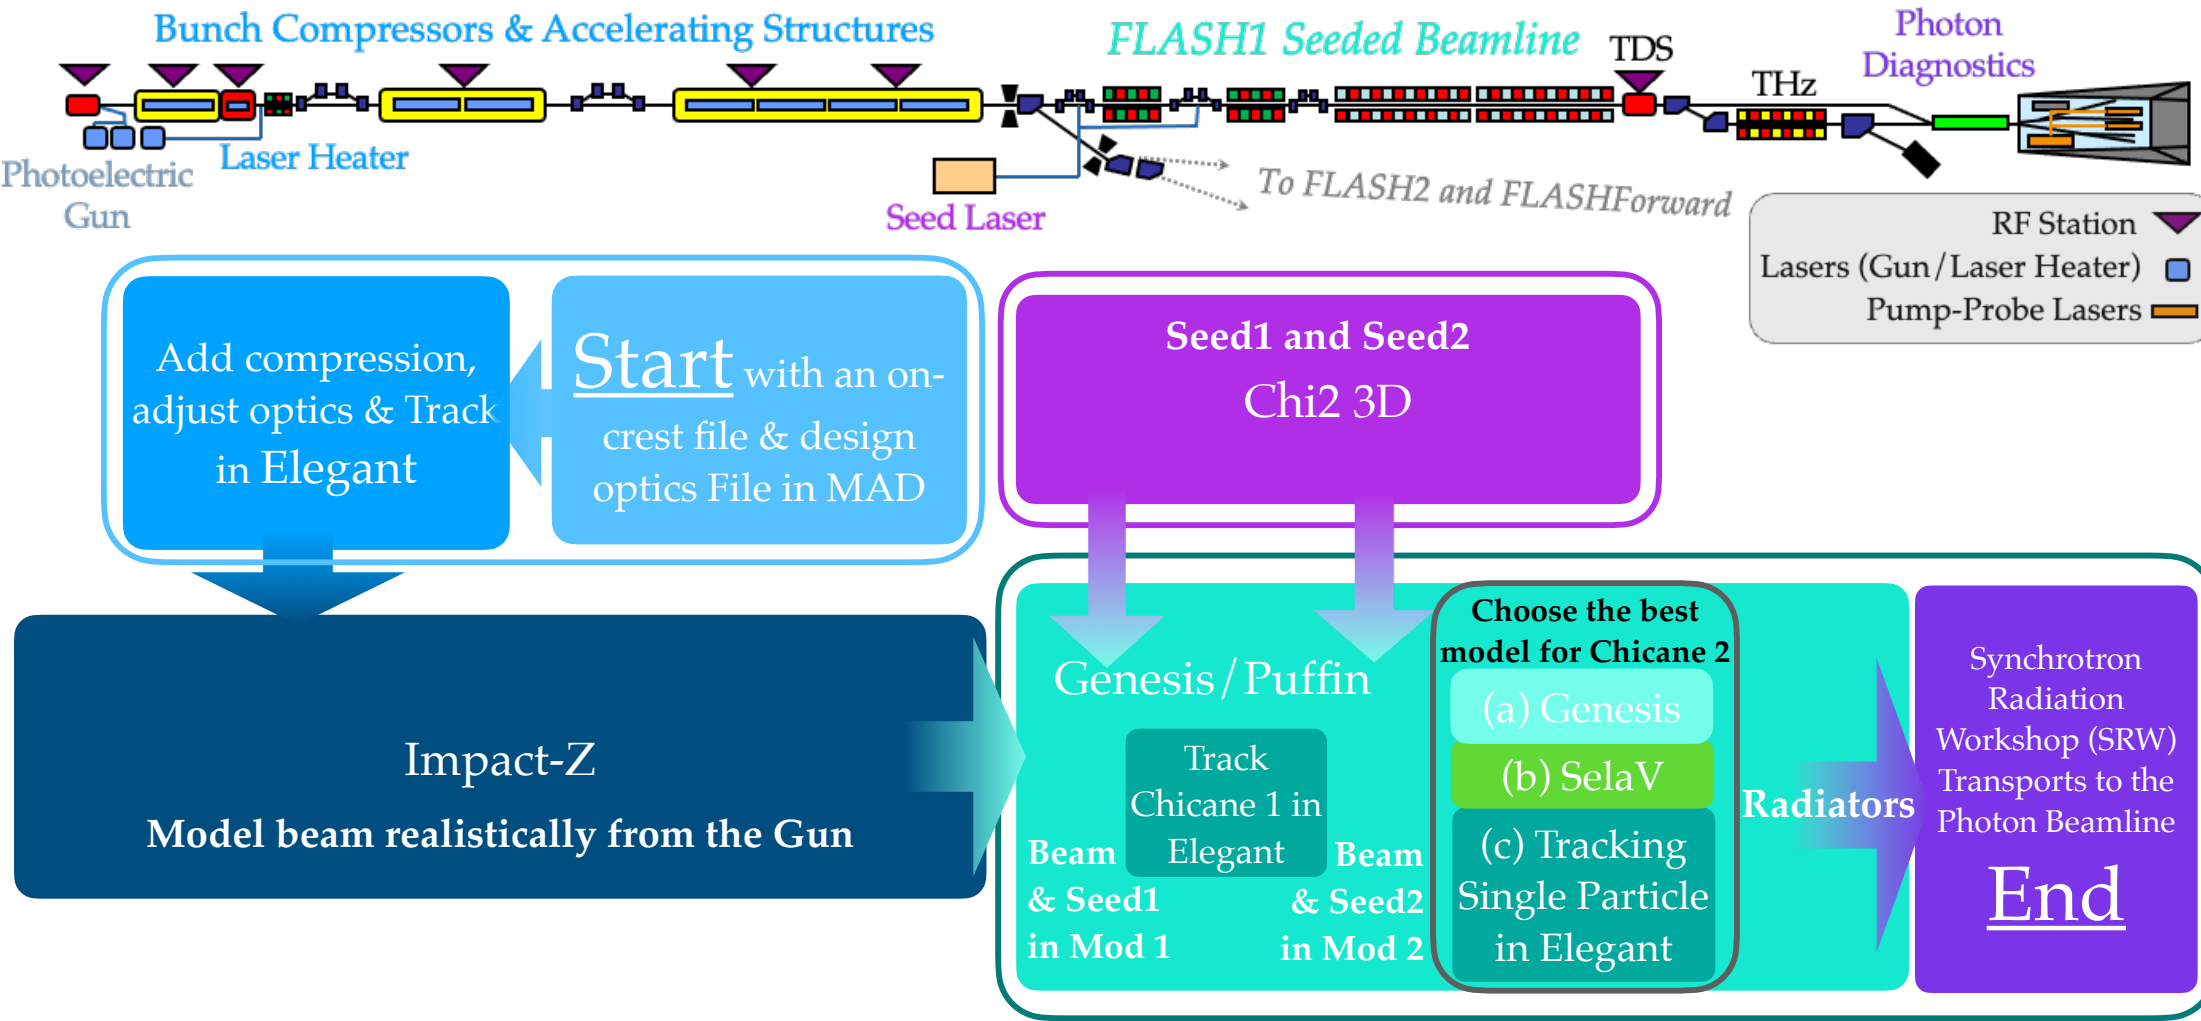 Bunch Compressors & Accelerating Structures
FLASH1 Seeded Beamline
TDS
Photon
Diagnostics
THz
Laser Heater
Photoelectric
Gun
Seed Laser
To FLASH2 and FLASHForward
RF Station
Lasers (Gun/Laser Heater)
Pump-Probe Lasers
Add compression,
adjust optics & Track
in Elegant
Start with an on-
crest file & design
optics File in MAD
Seed1 and Seed2
Chi2 3D
Impact-Z
Model beam realistically from the Gun
Genesis/Puffin
Track
Chicane 1 in
Elegant
Beam
& Seed1
in Mod 1
Beam
& Seed2
in Mod 2
Choose the best
model for Chicane 2
(a) Genesis
(b) SelaV
(c) Tracking
Single Particle
in Elegant
Radiators
Synchrotron
Radiation
Workshop (SRW)
Transports to the
Photon Beamline
End